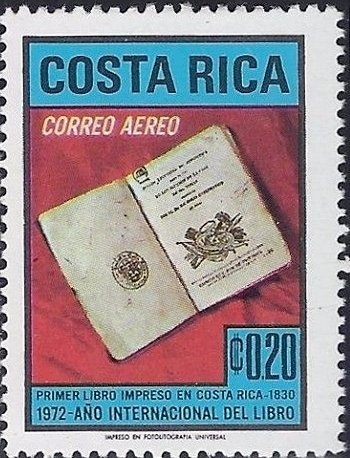 COSTA RICA
CORREO AEREO
₡0.20
PRIMER LIBRO IMPRESO EN COSTA RICA-1830
1972-AÑO INTERNACIONAL DEL LIBRO
IMPRESO EN FOTOLITOGRAFIA UNIVERSAL